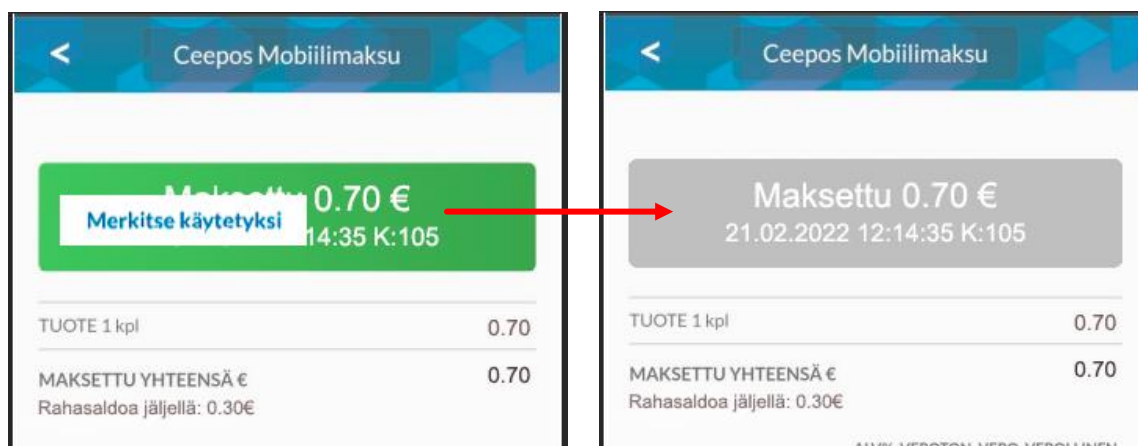 < Ceepos Mobiilimaksu
0.70 €
Merkitse käytetyksi
14:35 K:105
TUOTE 1 kpl 0.70
MAKSETTU YHTEENSÄ € 0.70
Rahasaldoa jäljellä: 0.30€
< Ceepos Mobiilimaksu
Maksettu 0.70 €
21.02.2022 12:14:35 K:105
TUOTE 1 kpl 0.70
MAKSETTU YHTEENSÄ € 0.70
Rahasaldoa jäljellä: 0.30€